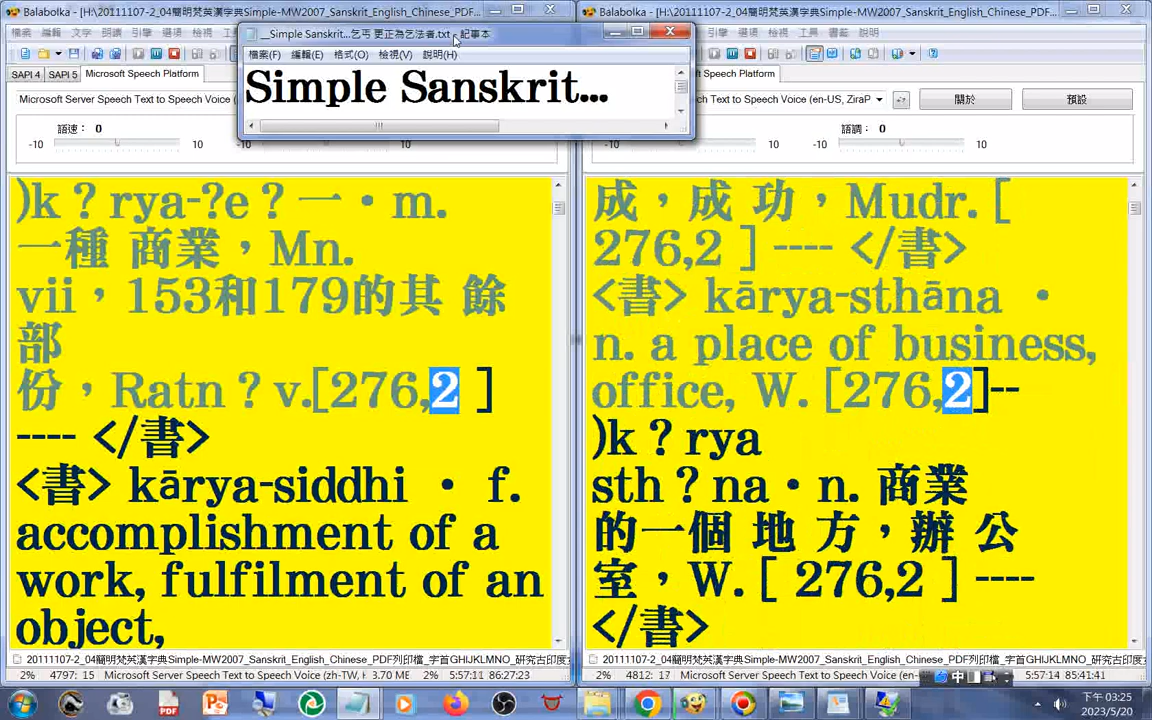 Balabolka - [H:\20111107-2_04簡明梵英漢字典Simple-MW2007_Sanskrit_English_Chinese_PDF...
Balabolka - [H:\20111107-2_04簡明梵英漢字典Simple-MW2007_Sanskrit_English_Chinese_PDF...
__Simple Sanskrit...乞丐 更正為乞法者.txt - 記事本
檔案(F) 編輯(E) 格式(O) 檢視(V) 說明(H)
Simple Sanskrit...
SAPI 4 SAPI 5 Microsoft Speech Platform
Speech Platform
Microsoft Server Speech Text to Speech Voice (
Microsoft Server Speech Text to Speech Voice (en-US, ZiraP
關於 預設
語速： 0
-10 10 -10
語調： 0
-10 10 -10 10
)k？rya-?e？一・m.
一種 商業，Mn.
vii，153和179的其 餘
部
份，Ratn？v.[276,2 ]
---- </書>
<書> kārya-siddhi ・ f.
accomplishment of a
work, fulfilment of an
object,
成，成 功，Mudr. [
276,2 ] ---- </書>
<書> kārya-sthāna ・
n. a place of business,
office, W. [276,2]--
)k？rya
sth？na・n. 商業
的一個 地 方，辦 公
室，W. [ 276,2 ] ----
</書>
20111107-2_04簡明梵英漢字典Simple-MW2007_Sanskrit_English_Chinese_PDF列印檔_字首GHIJKLMNO_研究古印度
20111107-2_04簡明梵英漢字典Simple-MW2007_Sanskrit_English_Chinese_PDF列印檔_字首GHIJKLMNO_研究古印度
2% 4797: 15 Microsoft Server Speech Text to Speech Voice (zh-TW, H 3.70 ME 2% 5:57:11 86:27:23
2% 4812: 17 Microsoft Server Speech Text to Speech 5:57:14 85:41:41
中
下午 03:25
2023/5/20